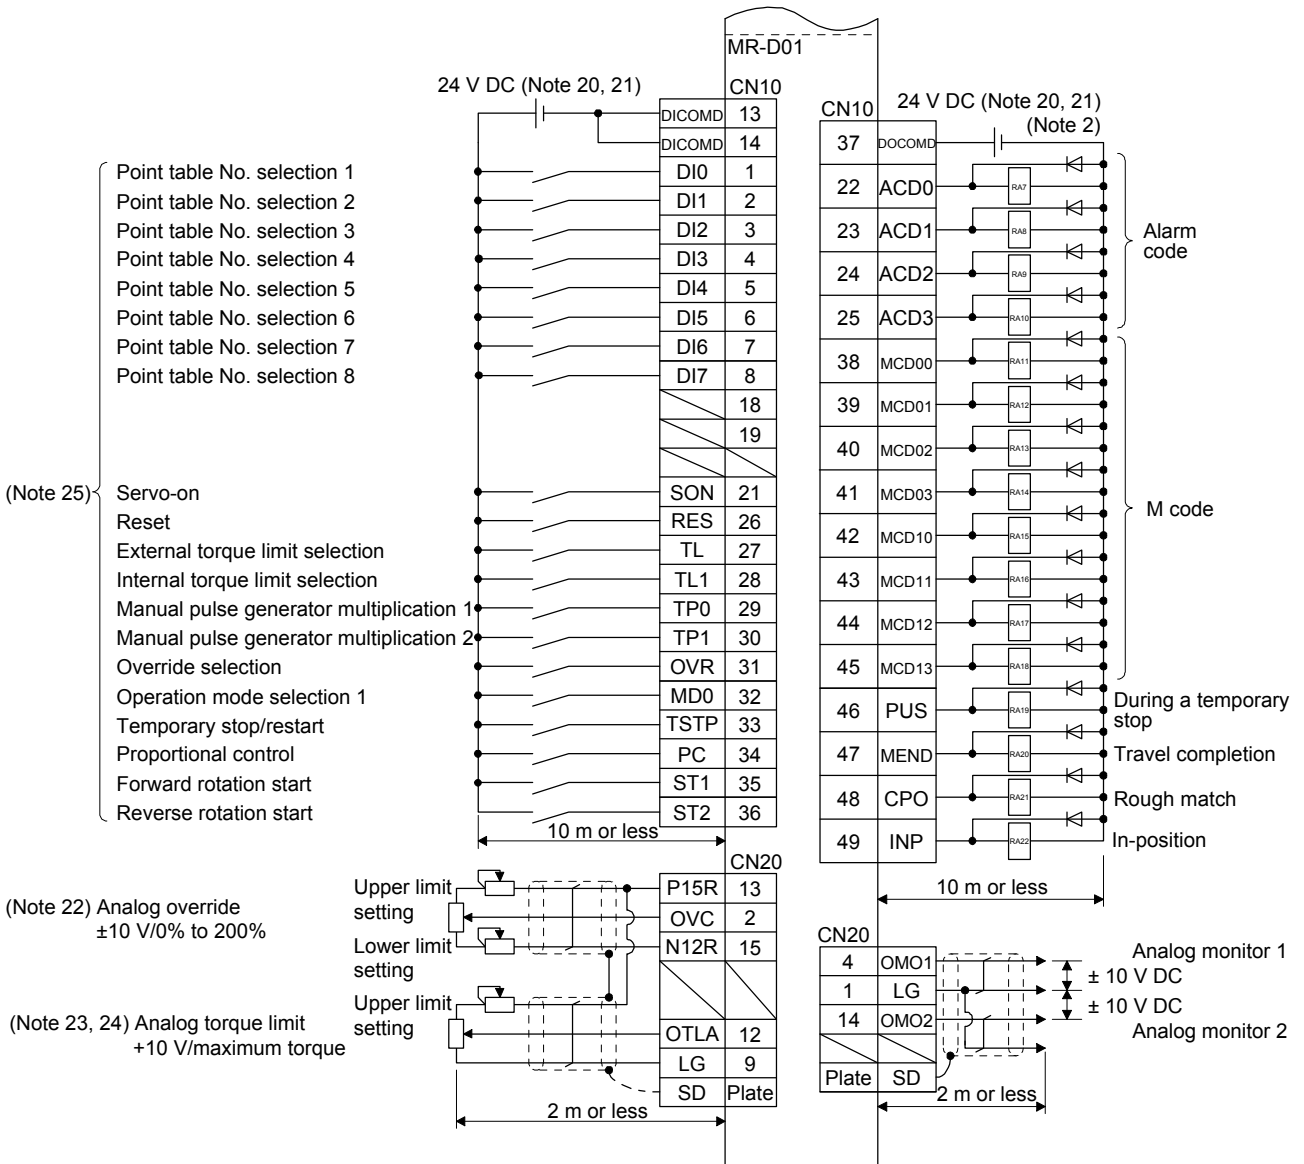 MR-D01
24 V DC (Note 20, 21)
CN10
DICOMD 13
DICOMD 14
Point table No. selection 1 DI0 1
Point table No. selection 2 DI1 2
Point table No. selection 3 DI2 3
Point table No. selection 4 DI3 4
Point table No. selection 5 DI4 5
Point table No. selection 6 DI5 6
Point table No. selection 7 DI6 7
Point table No. selection 8 DI7 8
18
19
(Note 25)
Servo-on SON 21
Reset RES 26
External torque limit selection TL 27
Internal torque limit selection TL1 28
Manual pulse generator multiplication 1 TP0 29
Manual pulse generator multiplication 2 TP1 30
Override selection OVR 31
Operation mode selection 1 MD0 32
Temporary stop/restart TSTP 33
Proportional control PC 34
Forward rotation start ST1 35
Reverse rotation start ST2 36
10 m or less
CN20
(Note 22) Analog override
±10 V/0% to 200%
Upper limit
setting
Lower limit
setting
P15R 13
OVC 2
N12R 15
(Note 23, 24) Analog torque limit
+10 V/maximum torque
Upper limit
setting
OTLA 12
LG 9
SD Plate
2 m or less
CN10
24 V DC (Note 20, 21)
(Note 2)
37 DOCOMD
22 ACD0 RA7
23 ACD1 RA8
24 ACD2 RA9
25 ACD3 RA10
Alarm
code
38 MCD00 RA11
39 MCD01 RA12
40 MCD02 RA13
41 MCD03 RA14
42 MCD10 RA15
43 MCD11 RA16
44 MCD12 RA17
45 MCD13 RA18
M code
46 PUS RA19 During a temporary
stop
47 MEND RA20 Travel completion
48 CPO RA21 Rough match
49 INP RA22 In-position
10 m or less
CN20
4 OMO1 Analog monitor 1
± 10 V DC
1 LG
± 10 V DC
14 OMO2 Analog monitor 2
Plate SD
2 m or less